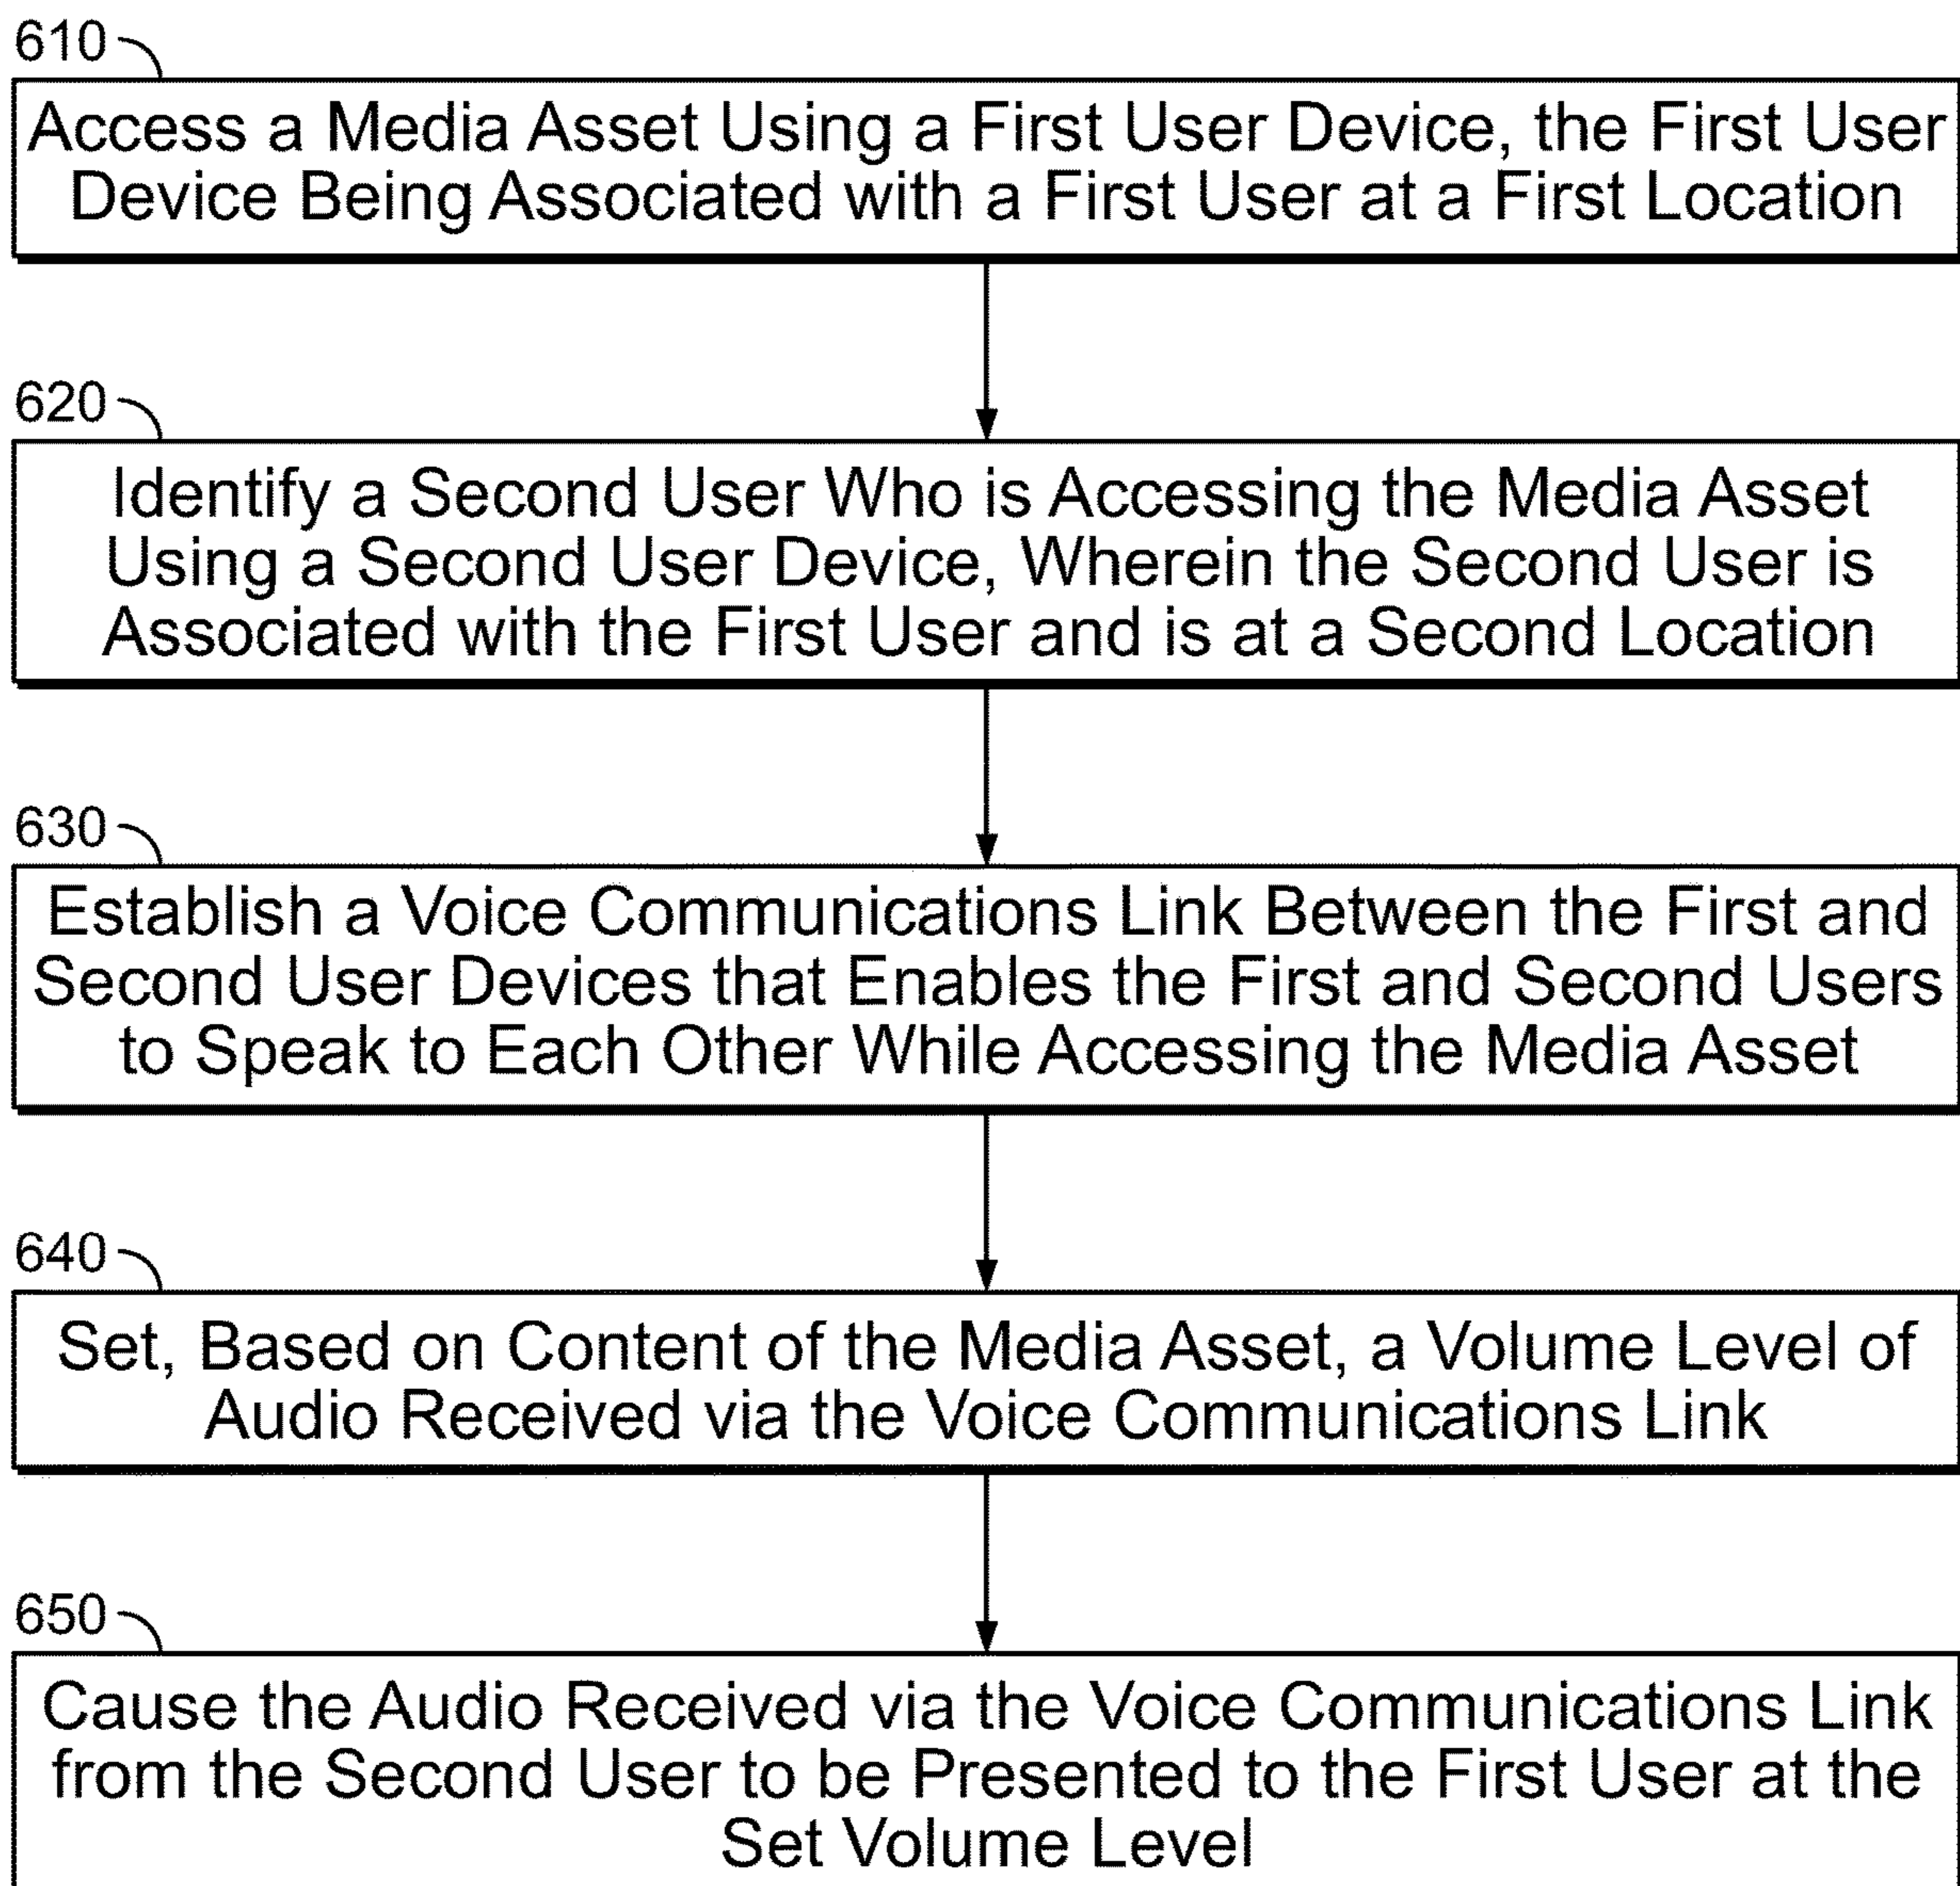 610
Access a Media Asset Using a First User Device, the First User
Device Being Associated with a First User at a First Location
620
Identify a Second User Who is Accessing the Media Asset
Using a Second User Device, Wherein the Second User is
Associated with the First User and is at a Second Location
630
Establish a Voice Communications Link Between the First and
Second User Devices that Enables the First and Second Users
to Speak to Each Other While Accessing the Media Asset
640
Set, Based on Content of the Media Asset, a Volume Level of
Audio Received via the Voice Communications Link
650
Cause the Audio Received via the Voice Communications Link
from the Second User to be Presented to the First User at the
Set Volume Level